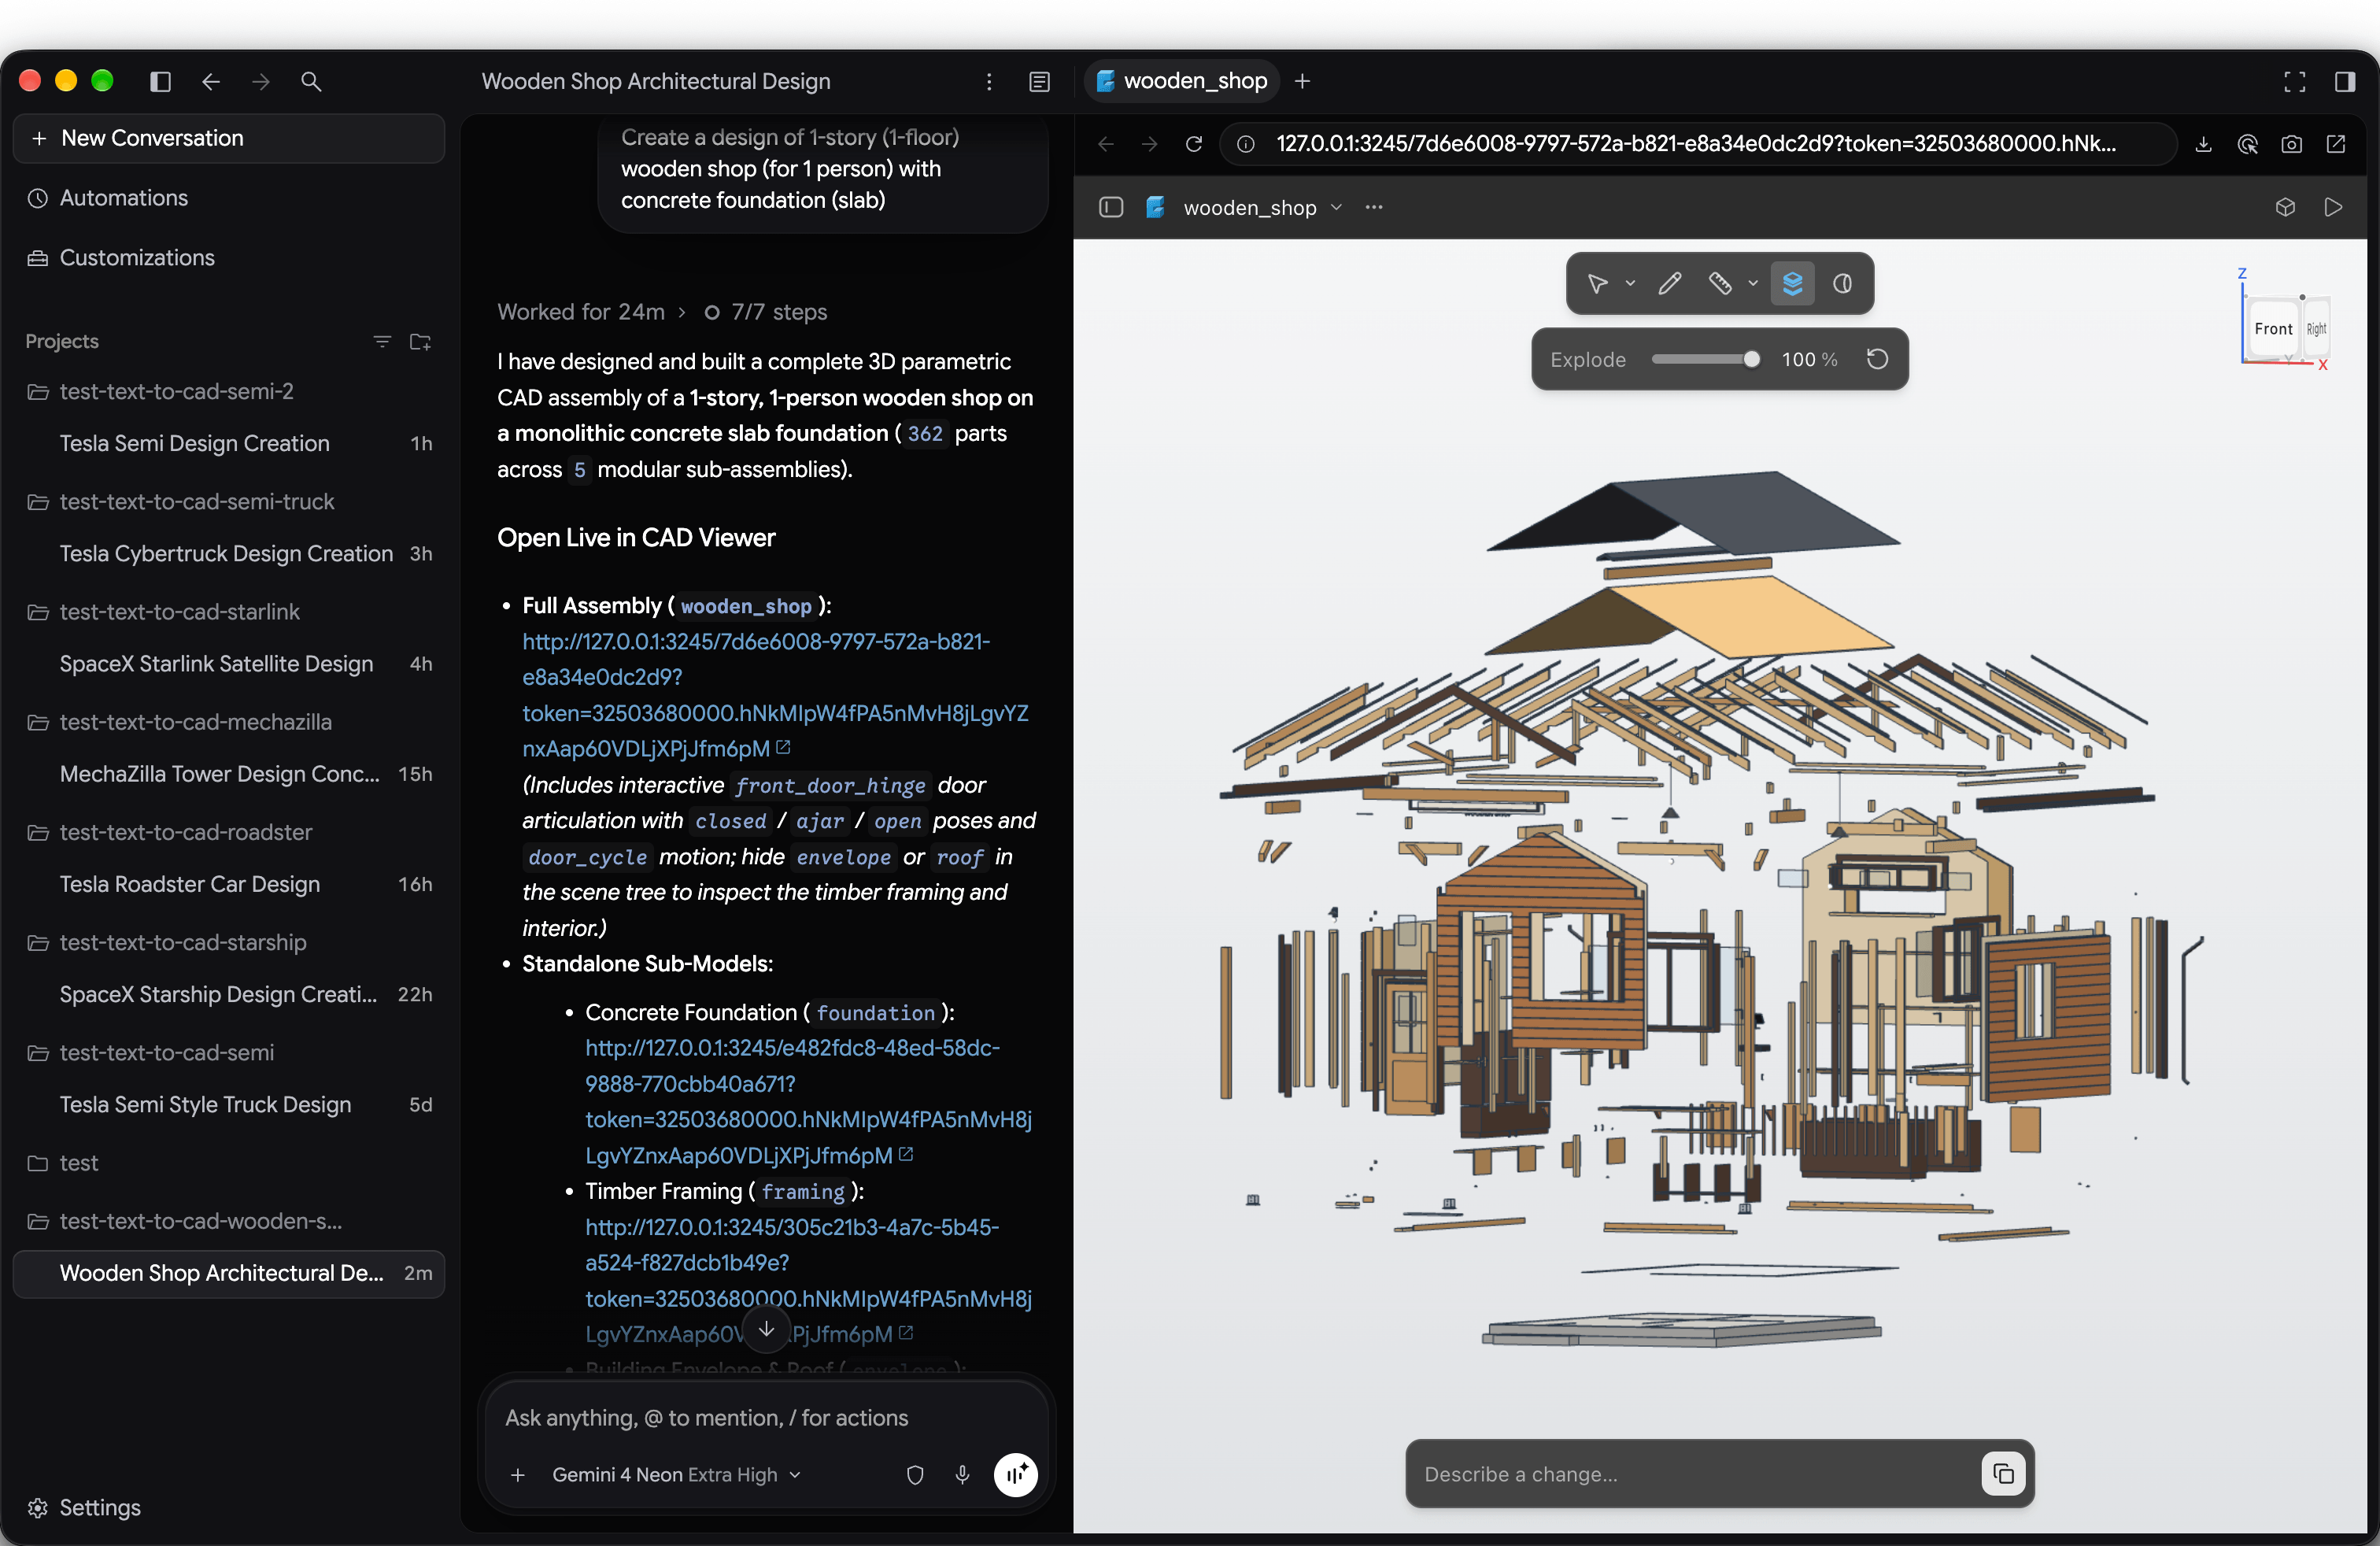 Wooden Shop Architectural Design
wooden_shop
New Conversation
Automations
Customizations
Projects
test-text-to-cad-semi-2
Tesla Semi Design Creation 1h
test-text-to-cad-semi-truck
Tesla Cybertruck Design Creation 3h
test-text-to-cad-starlink
SpaceX Starlink Satellite Design 4h
test-text-to-cad-mechazilla
MechaZilla Tower Design Conc... 15h
test-text-to-cad-roadster
Tesla Roadster Car Design 16h
test-text-to-cad-starship
SpaceX Starship Design Creati... 22h
test-text-to-cad-semi
Tesla Semi Style Truck Design 5d
test
test-text-to-cad-wooden-s...
Wooden Shop Architectural De... 2m
Settings
Create a design of 1-story (1-floor)
wooden shop (for 1 person) with
concrete foundation (slab)
Worked for 24m > 7/7 steps
I have designed and built a complete 3D parametric
CAD assembly of a 1-story, 1-person wooden shop on
a monolithic concrete slab foundation ( 362 parts
across 5 modular sub-assemblies).
Open Live in CAD Viewer
• Full Assembly ( wooden_shop ):
http://127.0.0.1:3245/7d6e6008-9797-572a-b821-
e8a34e0dc2d9?
token=32503680000.hNkMIpW4fPA5nMvH8jLgvYZ
nxAap60VDLjXPjJfm6pM
(Includes interactive front_door_hinge door
articulation with closed / ajar / open poses and
door_cycle motion; hide envelope or roof in
the scene tree to inspect the timber framing and
interior.)
• Standalone Sub-Models:
• Concrete Foundation ( foundation ):
http://127.0.0.1:3245/e482fdc8-48ed-58dc-
9888-770cbb40a671?
token=32503680000.hNkMIpW4fPA5nMvH8j
LgvYZnxAap60VDLjXPjJfm6pM
• Timber Framing ( framing ):
http://127.0.0.1:3245/305c21b3-4a7c-5b45-
a524-f827dcb1b49e?
token=32503680000.hNkMIpW4fPA5nMvH8j
LgvYZnxAap60V PjJfm6pM
• Building Envelope & Roof ( envelope ):
Ask anything, @ to mention, / for actions
Gemini 4 Neon Extra High
127.0.0.1:3245/7d6e6008-9797-572a-b821-e8a34e0dc2d9?token=32503680000.hNk...
wooden_shop
Explode 100 %
Z
Front Right
Y
X
Describe a change...